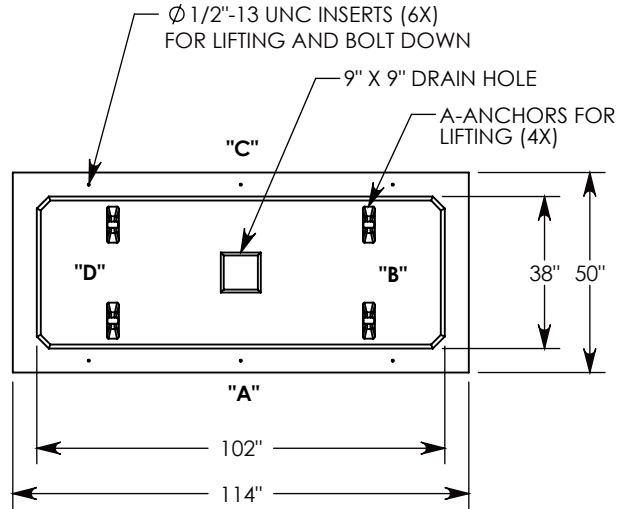 Ø 1/2"-13 UNC INSERTS (6X)
FOR LIFTING AND BOLT DOWN
9" X 9" DRAIN HOLE
A-ANCHORS FOR
LIFTING (4X)
"C"
"D"
"B"
38"
50"
"A"
102"
114"